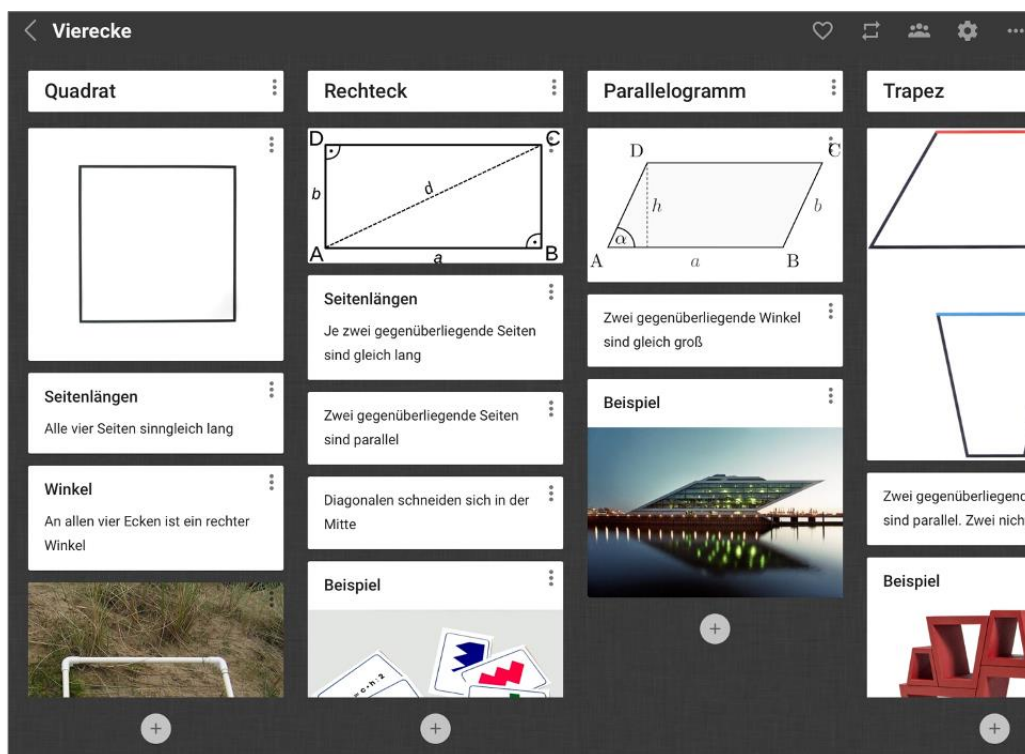 Vierecke
Quadrat
Seitenlängen
Alle vier Seiten sinngleich lang
Winkel
An allen vier Ecken ist ein rechter
Winkel
Rechteck
D
C
b
d
A
a
B
Seitenlängen
Je zwei gegenüberliegende Seiten
sind gleich lang
Zwei gegenüberliegende Seiten
sind parallel
Diagonalen schneiden sich in der
Mitte
Beispiel
Parallelogramm
D
C
h
b
α
A
a
B
Zwei gegenüberliegende Winkel
sind gleich groß
Beispiel
Trapez
Zwei gegenüberliegend
sind parallel. Zwei nich
Beispiel